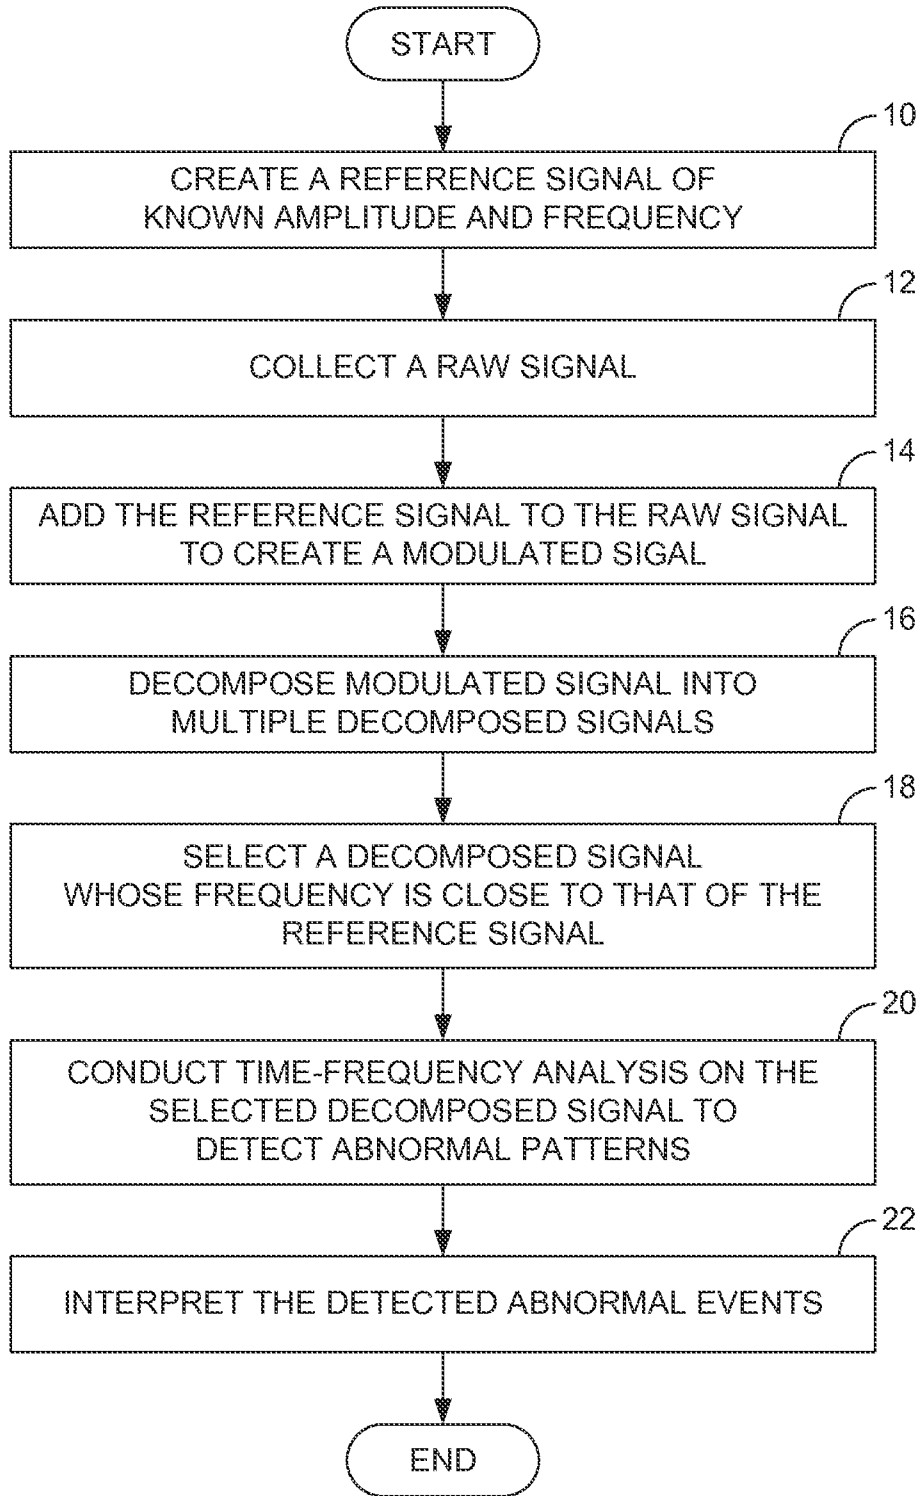 START
10
CREATE A REFERENCE SIGNAL OF
KNOWN AMPLITUDE AND FREQUENCY
12
COLLECT A RAW SIGNAL
14
ADD THE REFERENCE SIGNAL TO THE RAW SIGNAL
TO CREATE A MODULATED SIGAL
16
DECOMPOSE MODULATED SIGNAL INTO
MULTIPLE DECOMPOSED SIGNALS
18
SELECT A DECOMPOSED SIGNAL
WHOSE FREQUENCY IS CLOSE TO THAT OF THE
REFERENCE SIGNAL
20
CONDUCT TIME-FREQUENCY ANALYSIS ON THE
SELECTED DECOMPOSED SIGNAL TO
DETECT ABNORMAL PATTERNS
22
INTERPRET THE DETECTED ABNORMAL EVENTS
END